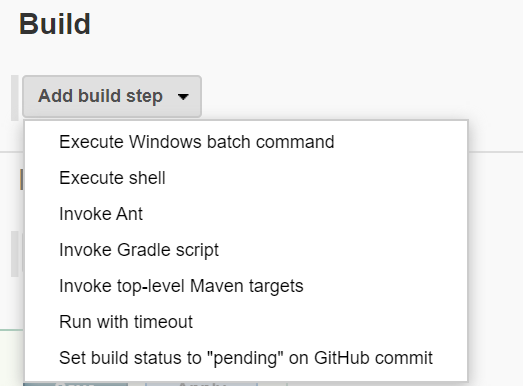 Build
Add build step
Execute Windows batch command
Execute shell
Invoke Ant
Invoke Gradle script
Invoke top-level Maven targets
Run with timeout
Set build status to "pending" on GitHub commit